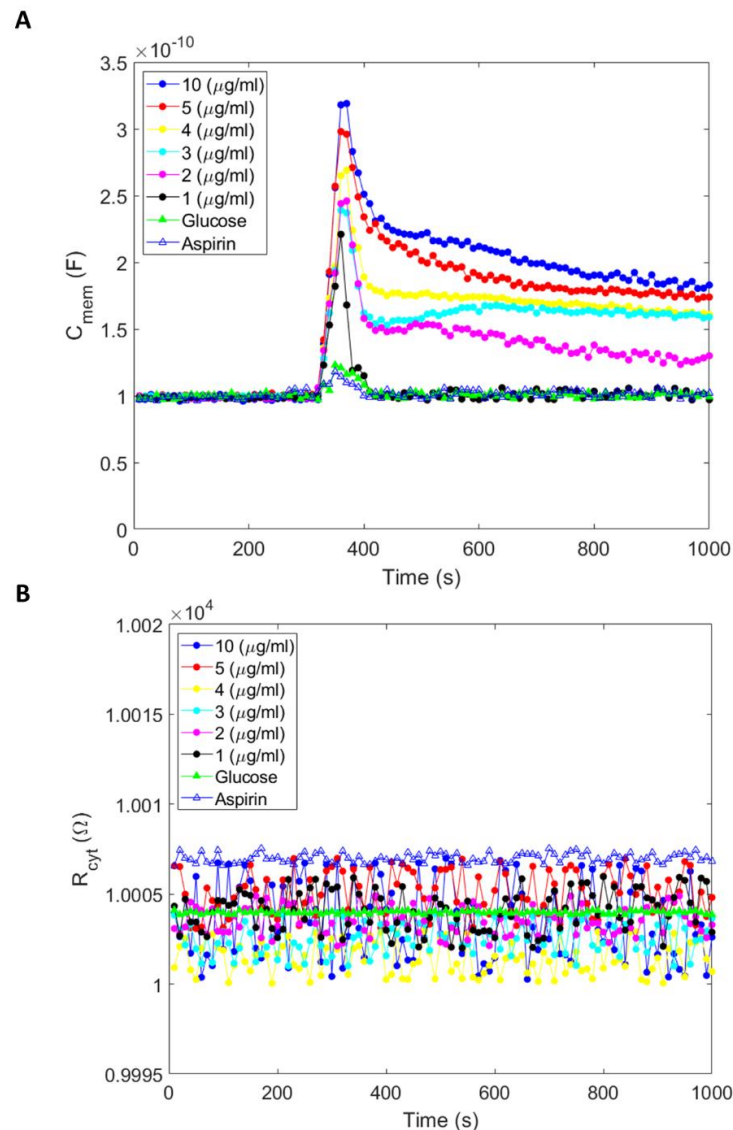 A
×10⁻¹⁰
3.5
3
2.5
2
1.5
1
0.5
0
C_mem (F)
10 (μg/ml)
5 (μg/ml)
4 (μg/ml)
3 (μg/ml)
2 (μg/ml)
1 (μg/ml)
Glucose
Aspirin
0 200 400 600 800 1000
Time (s)
B
×10⁴
1.002
1.0015
1.001
1.0005
1
0.9995
R_cyt (Ω)
10 (μg/ml)
5 (μg/ml)
4 (μg/ml)
3 (μg/ml)
2 (μg/ml)
1 (μg/ml)
Glucose
Aspirin
0 200 400 600 800 1000
Time (s)